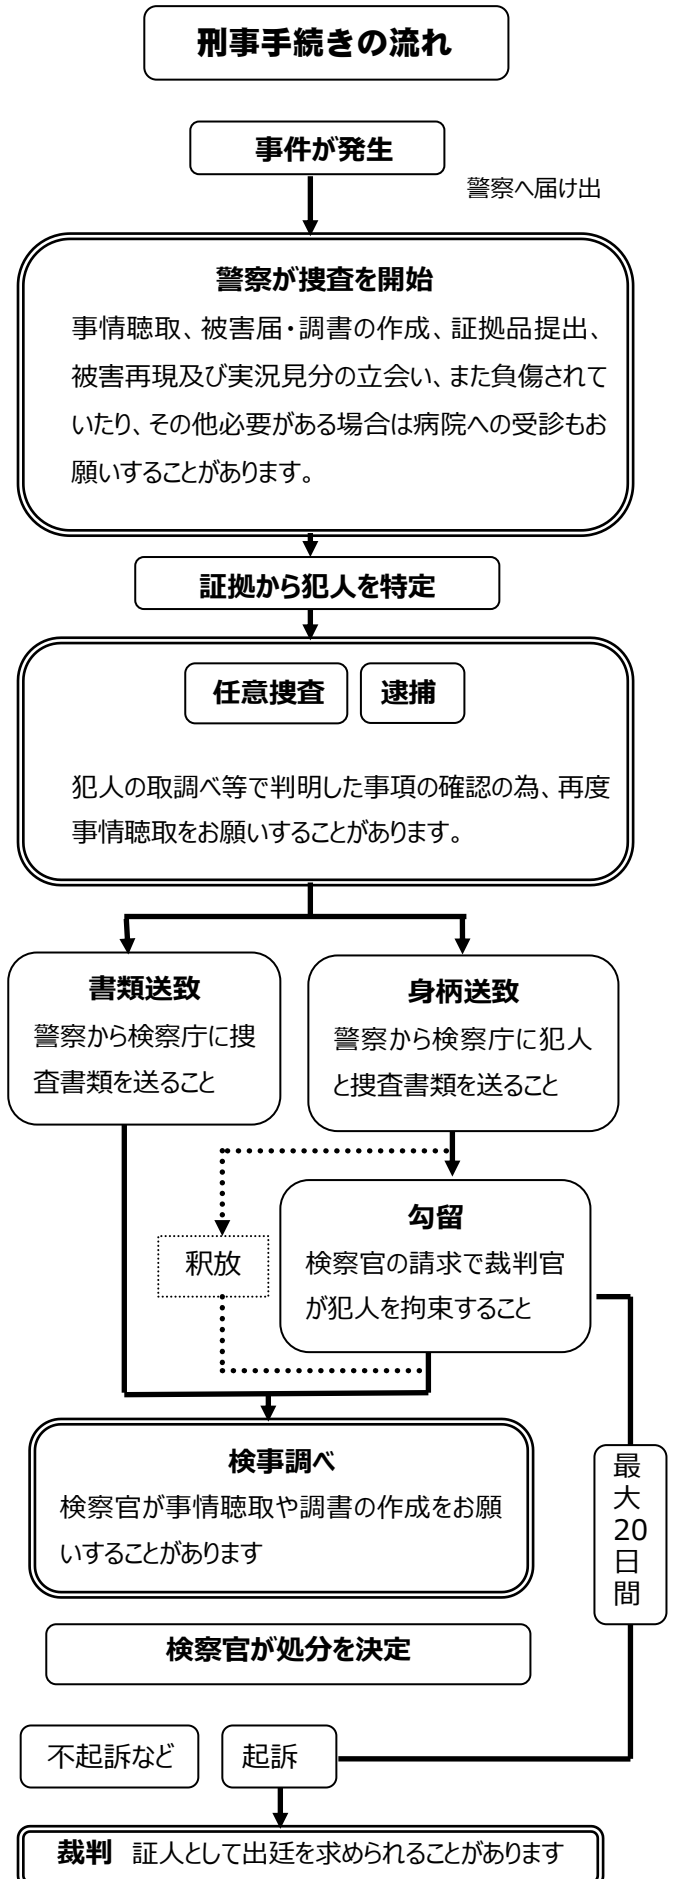 刑事手続きの流れ
事件が発生
警察へ届け出
警察が捜査を開始
事情聴取、被害届・調書の作成、証拠品提出、
被害再現及び実況見分の立会い、また負傷されて
いたり、その他必要がある場合は病院への受診もお
願いすることがあります。
証拠から犯人を特定
任意捜査
逮捕
犯人の取調べ等で判明した事項の確認の為、再度
事情聴取をお願いすることがあります。
書類送致
警察から検察庁に捜
査書類を送ること
身柄送致
警察から検察庁に犯人
と捜査書類を送ること
釈放
勾留
検察官の請求で裁判官
が犯人を拘束すること
最大20日間
検事調べ
検察官が事情聴取や調書の作成をお願
いすることがあります
検察官が処分を決定
不起訴など
起訴
裁判 証人として出廷を求められることがあります